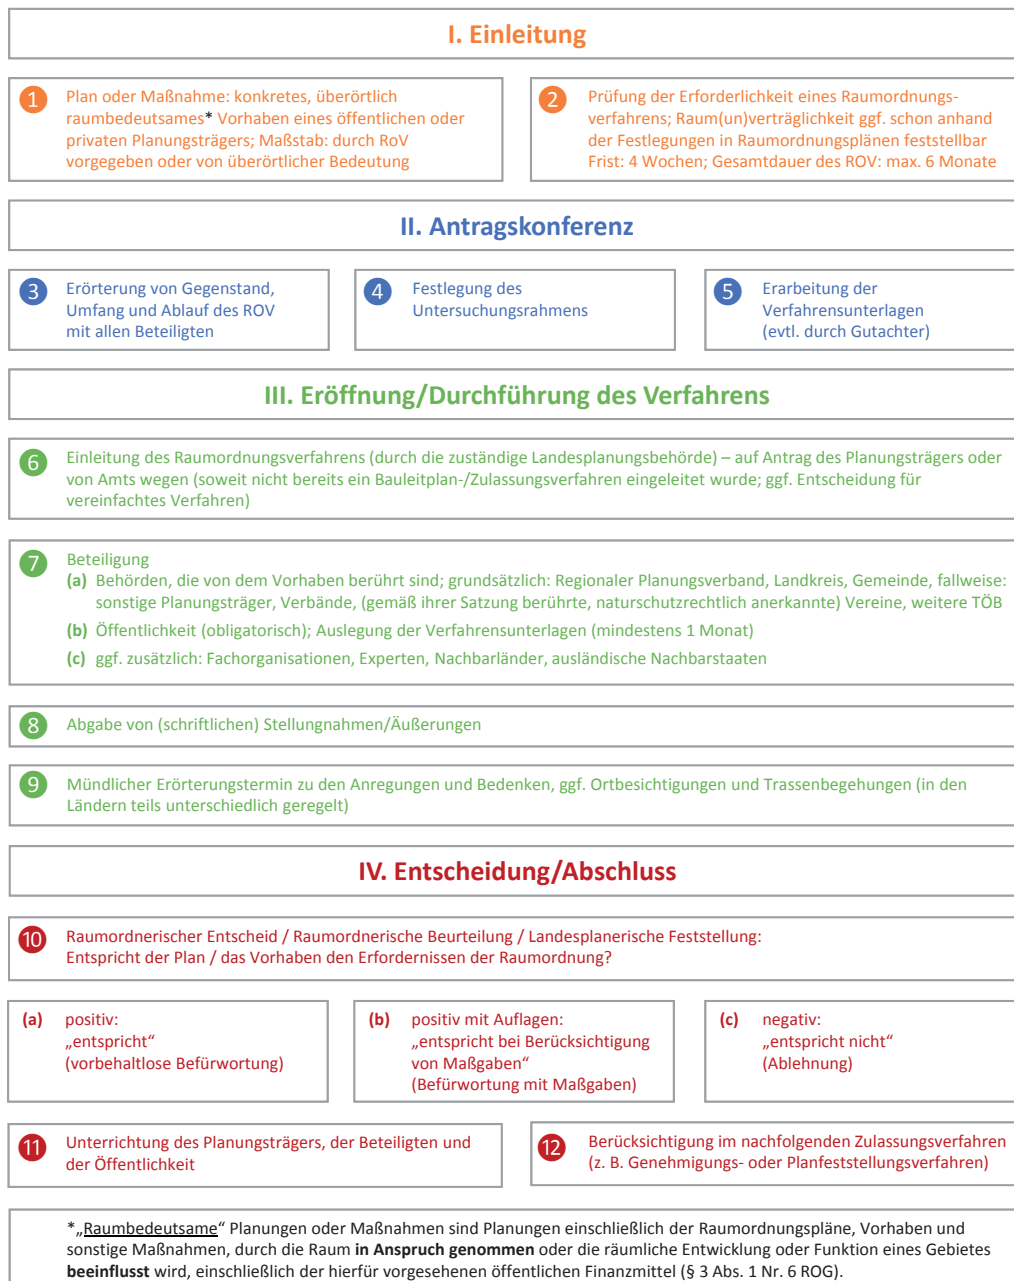 I. Einleitung
1 Plan oder Maßnahme: konkretes, überörtlich
raumbedeutsames* Vorhaben eines öffentlichen oder
privaten Planungsträgers; Maßstab: durch RoV
vorgegeben oder von überörtlicher Bedeutung
2 Prüfung der Erforderlichkeit eines Raumordnungs-
verfahrens; Raum(un)verträglichkeit ggf. schon anhand
der Festlegungen in Raumordnungsplänen feststellbar
Frist: 4 Wochen; Gesamtdauer des ROV: max. 6 Monate
II. Antragskonferenz
3 Erörterung von Gegenstand,
Umfang und Ablauf des ROV
mit allen Beteiligten
4 Festlegung des
Untersuchungsrahmens
5 Erarbeitung der
Verfahrensunterlagen
(evtl. durch Gutachter)
III. Eröffnung/Durchführung des Verfahrens
6 Einleitung des Raumordnungsverfahrens (durch die zuständige Landesplanungsbehörde) – auf Antrag des Planungsträgers oder
von Amts wegen (soweit nicht bereits ein Bauleitplan-/Zulassungsverfahren eingeleitet wurde; ggf. Entscheidung für
vereinfachtes Verfahren)
7 Beteiligung
(a) Behörden, die von dem Vorhaben berührt sind; grundsätzlich: Regionaler Planungsverband, Landkreis, Gemeinde, fallweise:
sonstige Planungsträger, Verbände, (gemäß ihrer Satzung berührte, naturschutzrechtlich anerkannte) Vereine, weitere TÖB
(b) Öffentlichkeit (obligatorisch); Auslegung der Verfahrensunterlagen (mindestens 1 Monat)
(c) ggf. zusätzlich: Fachorganisationen, Experten, Nachbarländer, ausländische Nachbarstaaten
8 Abgabe von (schriftlichen) Stellungnahmen/Äußerungen
9 Mündlicher Erörterungstermin zu den Anregungen und Bedenken, ggf. Ortbesichtigungen und Trassenbegehungen (in den
Ländern teils unterschiedlich geregelt)
IV. Entscheidung/Abschluss
10 Raumordnerischer Entscheid / Raumordnerische Beurteilung / Landesplanerische Feststellung:
Entspricht der Plan / das Vorhaben den Erfordernissen der Raumordnung?
(a) positiv:
„entspricht“
(vorbehaltlose Befürwortung)
(b) positiv mit Auflagen:
„entspricht bei Berücksichtigung
von Maßgaben“
(Befürwortung mit Maßgaben)
(c) negativ:
„entspricht nicht“
(Ablehnung)
11 Unterrichtung des Planungsträgers, der Beteiligten und
der Öffentlichkeit
12 Berücksichtigung im nachfolgenden Zulassungsverfahren
(z. B. Genehmigungs- oder Planfeststellungsverfahren)
*„Raumbedeutsame“ Planungen oder Maßnahmen sind Planungen einschließlich der Raumordnungspläne, Vorhaben und
sonstige Maßnahmen, durch die Raum in Anspruch genommen oder die räumliche Entwicklung oder Funktion eines Gebietes
beeinflusst wird, einschließlich der hierfür vorgesehenen öffentlichen Finanzmittel (§ 3 Abs. 1 Nr. 6 ROG).